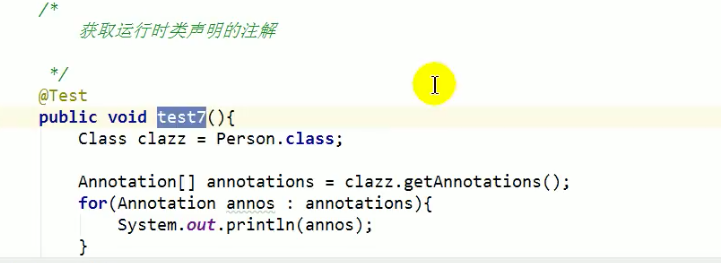 /*
获取运行时类声明的注解
*/
@Test
public void test7(){
Class clazz = Person.class;
Annotation[] annotations = clazz.getAnnotations();
for(Annotation annos : annotations){
System.out.println(annos);
}